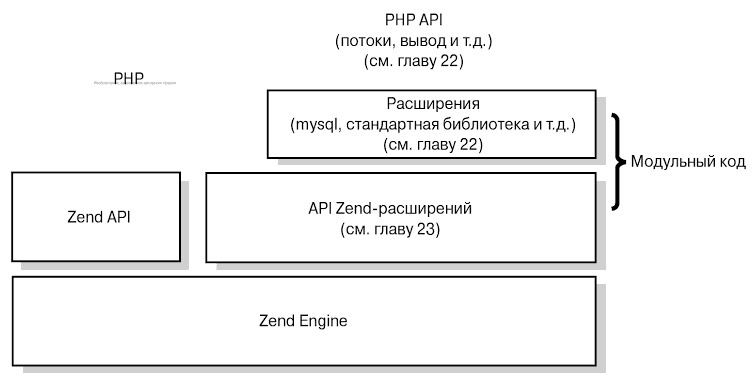 PHP API
(потоки, вывод и т.д.)
(см. главу 22)
PHP
Расширения
(mysql, стандартная библиотека и т.д.)
(см. главу 22)
Модульный код
Zend API
API Zend-расширений
(см. главу 23)
Zend Engine